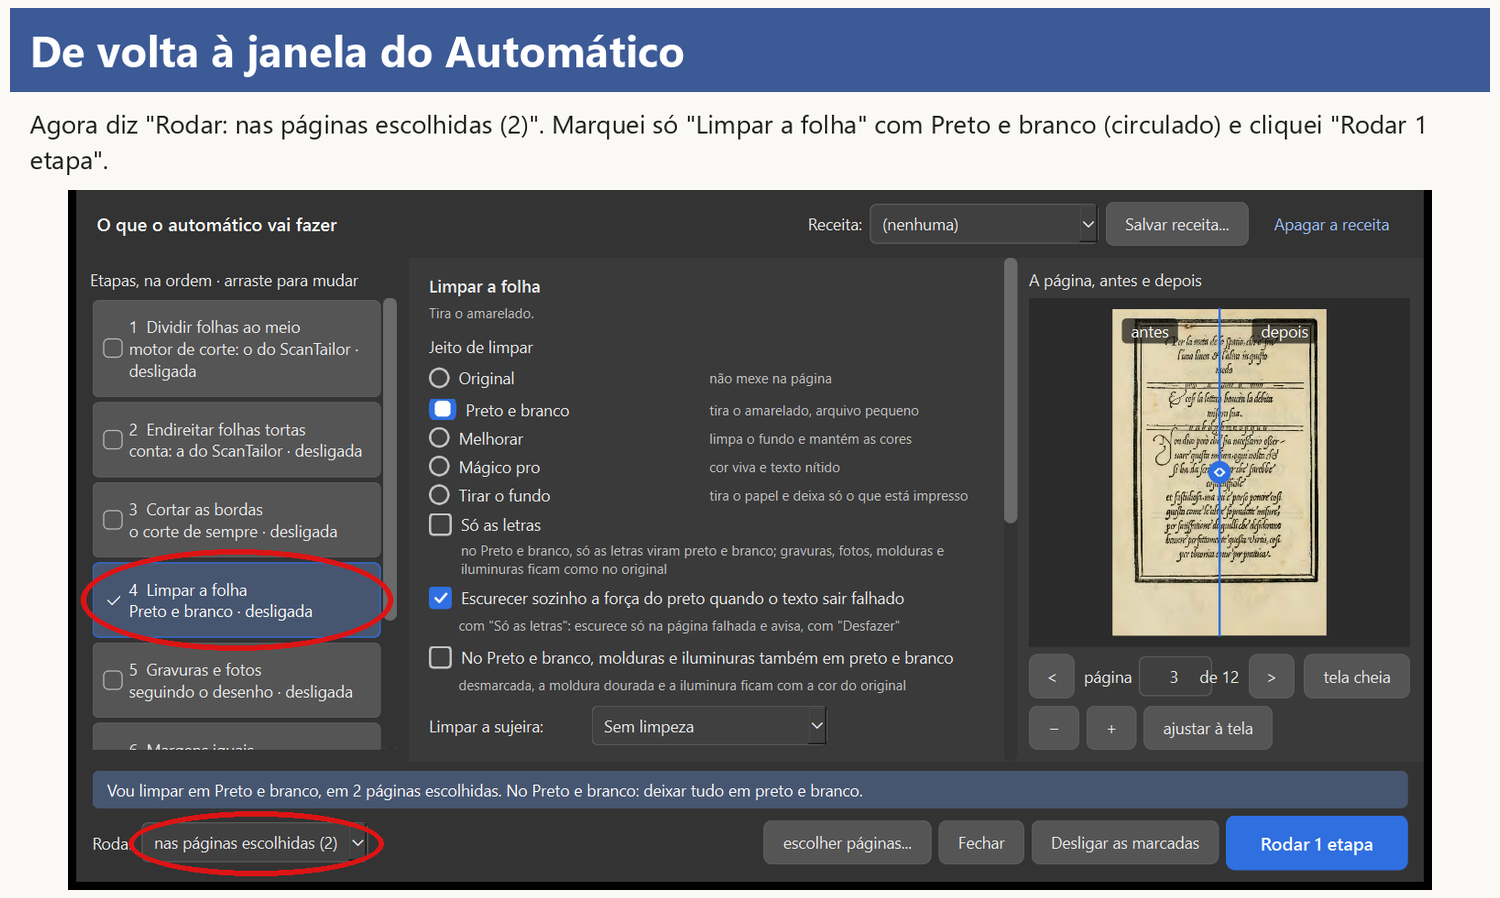 De volta à janela do Automático
Agora diz "Rodar: nas páginas escolhidas (2)". Marquei só "Limpar a folha" com Preto e branco (circulado) e cliquei "Rodar 1
etapa".
O que o automático vai fazer
Receita:
(nenhuma)
Salvar receita...
Apagar a receita
Etapas, na ordem · arraste para mudar
1 Dividir folhas ao meio
motor de corte: o do ScanTailor ·
desligada
2 Endireitar folhas tortas
conta: a do ScanTailor · desligada
3 Cortar as bordas
o corte de sempre · desligada
4 Limpar a folha
Preto e branco · desligada
5 Gravuras e fotos
seguindo o desenho · desligada
6 Margens iguais
Limpar a folha
Tira o amarelado.
Jeito de limpar
Original não mexe na página
Preto e branco tira o amarelado, arquivo pequeno
Melhorar limpa o fundo e mantém as cores
Mágico pro cor viva e texto nítido
Tirar o fundo tira o papel e deixa só o que está impresso
Só as letras
no Preto e branco, só as letras viram preto e branco; gravuras, fotos, molduras e
iluminuras ficam como no original
Escurecer sozinho a força do preto quando o texto sair falhado
com "Só as letras": escurece só na página falhada e avisa, com "Desfazer"
No Preto e branco, molduras e iluminuras também em preto e branco
desmarcada, a moldura dourada e a iluminura ficam com a cor do original
Limpar a sujeira: Sem limpeza
A página, antes e depois
antes depois
< página 3 de 12 > tela cheia
− + ajustar à tela
Vou limpar em Preto e branco, em 2 páginas escolhidas. No Preto e branco: deixar tudo em preto e branco.
Roda nas páginas escolhidas (2)
escolher páginas...
Fechar
Desligar as marcadas
Rodar 1 etapa